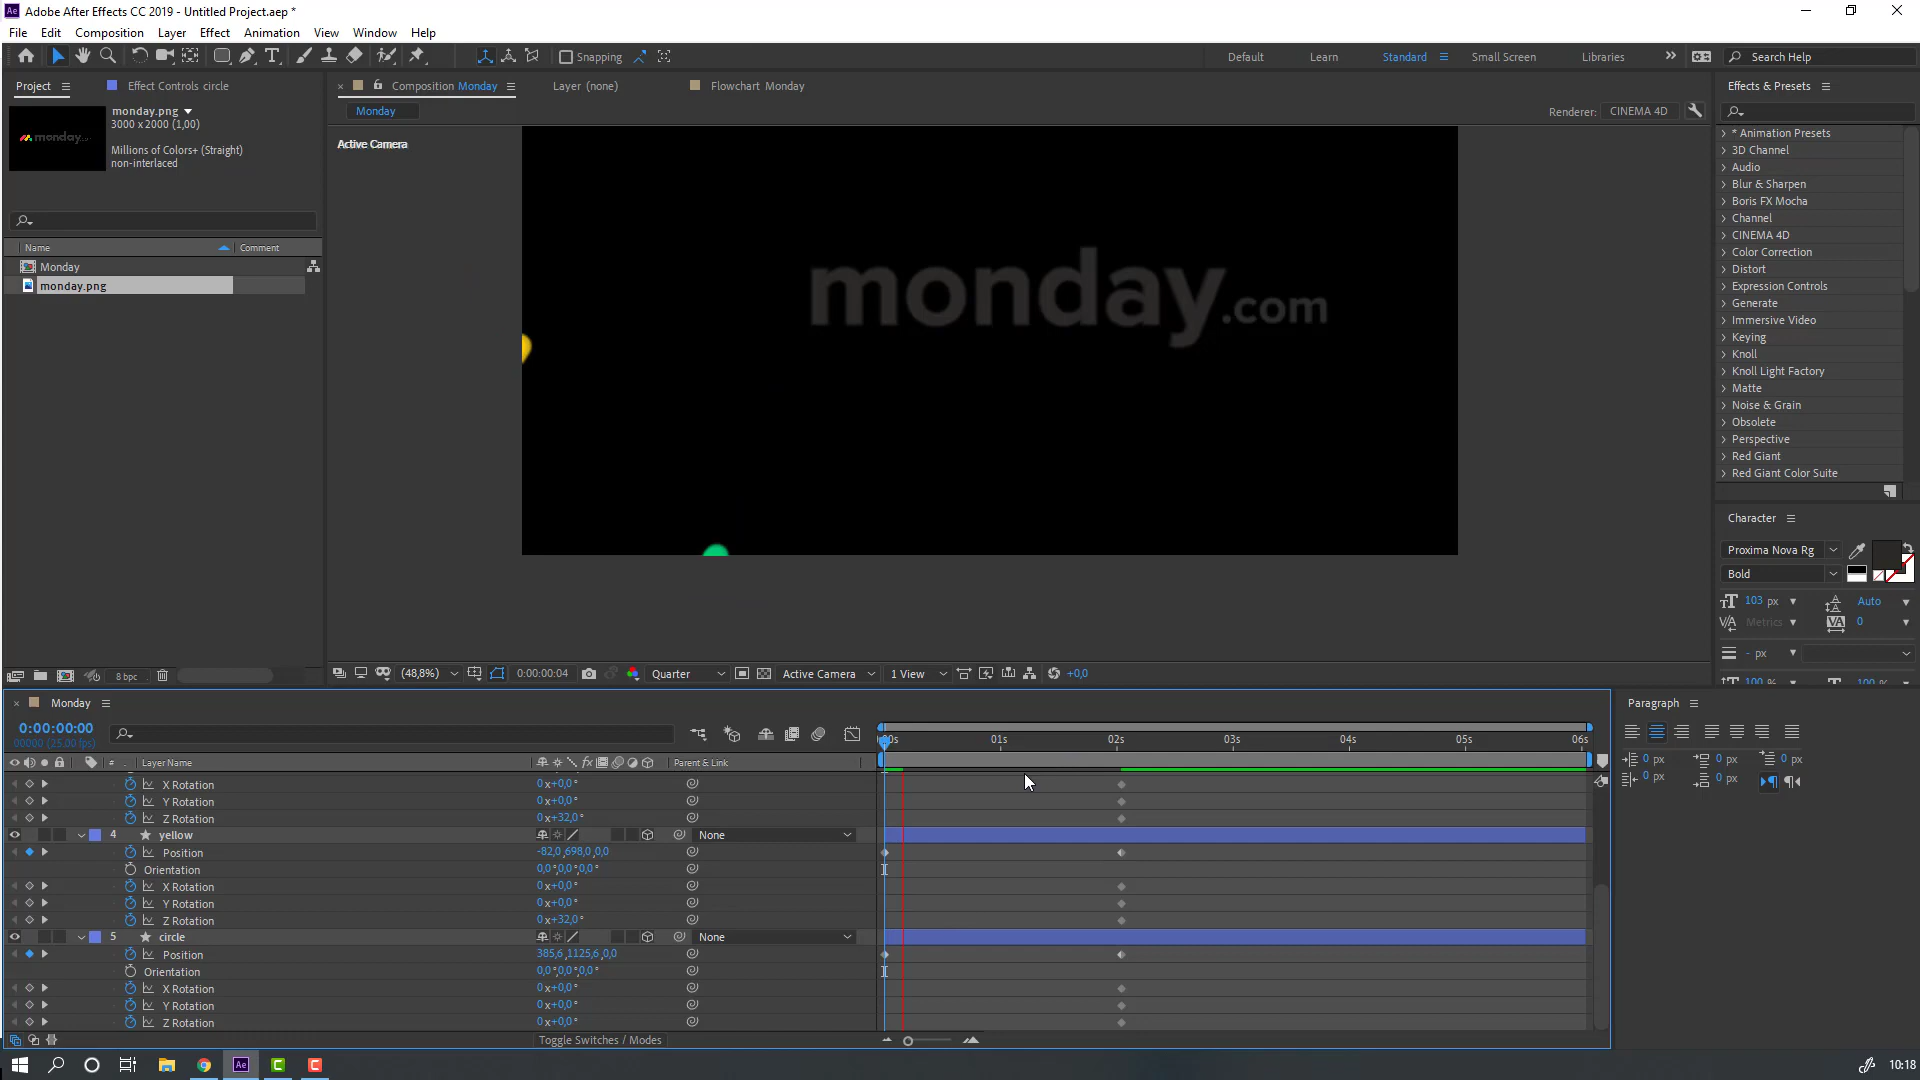 Ae Adobe After Effects CC 2019 - Untitled Project.aep *
File Edit Composition Layer Effect Animation View Window Help
Snapping Default Learn Standard Small Screen Libraries Search Help
Project Effect Controls circle
monday.png
3000 x 2000 (1,00)
Millions of Colors+ (Straight)
non-interlaced
monday
Name Comment
Monday
monday.png
8 bpc
Composition Monday Layer (none) Flowchart Monday
Monday
Renderer: CINEMA 4D
Active Camera
monday.com
(48,8%) 0:00:00:04 Quarter Active Camera 1 View +0,0
Effects & Presets
* Animation Presets
3D Channel
Audio
Blur & Sharpen
Boris FX Mocha
Channel
CINEMA 4D
Color Correction
Distort
Expression Controls
Generate
Immersive Video
Keying
Knoll
Knoll Light Factory
Matte
Noise & Grain
Obsolete
Perspective
Red Giant
Red Giant Color Suite
Character
Proxima Nova Rg
Bold
103 px Auto
Metrics 0
- px
100 % 100 %
Monday
0:00:00:00
00000 (25.00 fps)
00s 01s 02s 03s 04s 05s 06s
# Layer Name Parent & Link
X Rotation 0x+0,0°
Y Rotation 0x+0,0°
Z Rotation 0x+32,0°
4 yellow None
Position -82,0,698,0,0,0
Orientation 0,0°,0,0°,0,0°
X Rotation 0x+0,0°
Y Rotation 0x+0,0°
Z Rotation 0x+32,0°
5 circle None
Position 385,6,1125,6,0,0
Orientation 0,0°,0,0°,0,0°
X Rotation 0x+0,0°
Y Rotation 0x+0,0°
Z Rotation 0x+0,0°
Toggle Switches / Modes
Paragraph
0 px 0 px 0 px
0 px 0 px
Ae C C 10:18